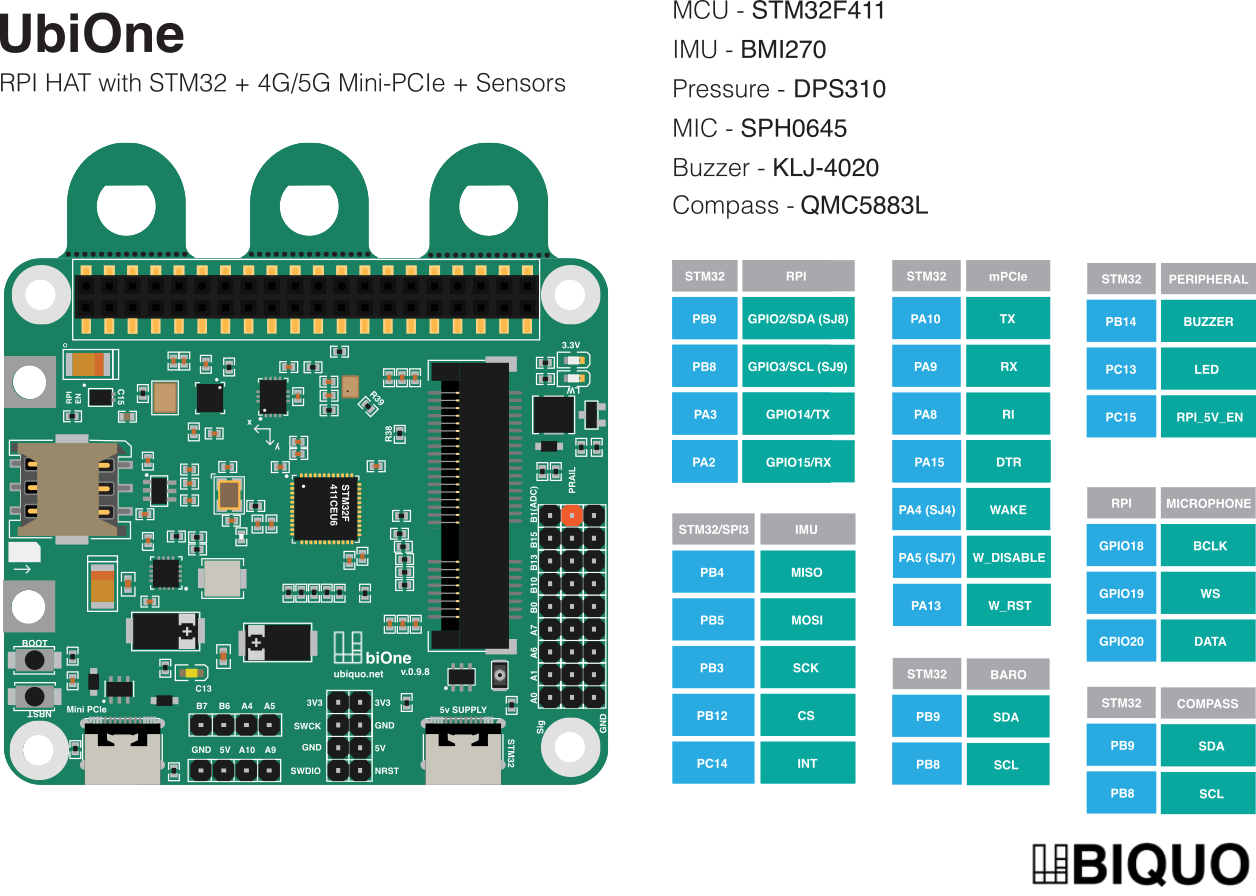 UbiOne
RPI HAT with STM32 + 4G/5G Mini-PCIe + Sensors
MCU - STM32F411
IMU - BMI270
Pressure - DPS310
MIC - SPH0645
Buzzer - KLJ-4020
Compass - QMC5883L
3.3V
1.W
RPI
EN
C15
R39
R38
x
y
STM32F
411CEU6
PRAIL
B1(ADC)
B15
B13
B10
B0
A7
A6
A1
A0
Sig
GND
BOOT
NRST
Mini PCIe
C13
biOne
ubiquo.net
v.0.9.8
B7 B6 A4 A5
GND 5V A10 A9
3V3 3V3
SWCK GND
GND 5V
SWDIO NRST
5v SUPPLY
STM32
STM32 RPI
PB9 GPIO2/SDA (SJ8)
PB8 GPIO3/SCL (SJ9)
PA3 GPIO14/TX
PA2 GPIO15/RX
STM32/SPI3 IMU
PB4 MISO
PB5 MOSI
PB3 SCK
PB12 CS
PC14 INT
STM32 mPCIe
PA10 TX
PA9 RX
PA8 RI
PA15 DTR
PA4 (SJ4) WAKE
PA5 (SJ7) W_DISABLE
PA13 W_RST
STM32 BARO
PB9 SDA
PB8 SCL
STM32 PERIPHERAL
PB14 BUZZER
PC13 LED
PC15 RPI_5V_EN
RPI MICROPHONE
GPIO18 BCLK
GPIO19 WS
GPIO20 DATA
STM32 COMPASS
PB9 SDA
PB8 SCL
UBIQUO